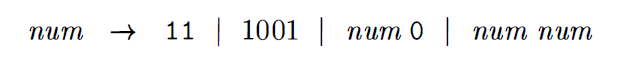 num → 11 | 1001 | num 0 | num num